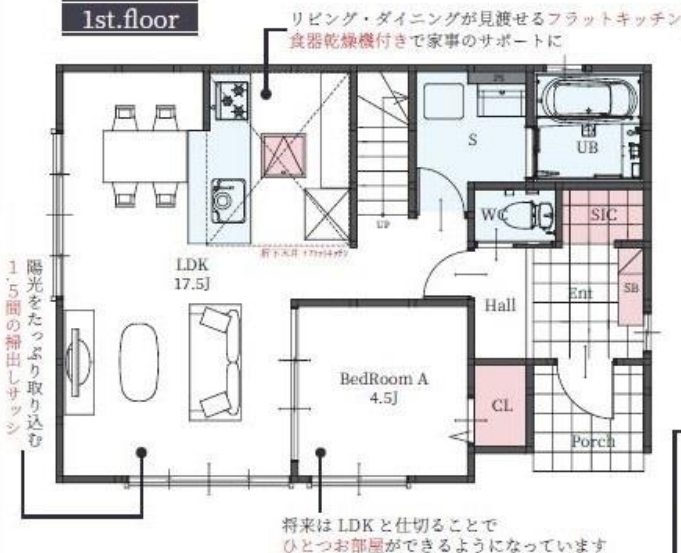 1st.floor
リビング・ダイニングが見渡せるフラットキッチン
食器乾燥機付きで家事のサポートに
PS
S
UB
WC
SIC
UP
LDK
17.5J
Hall
Ent
SB
BedRoom A
4.5J
CL
Porch
陽光をたっぷり取り込む
1.5間の掃出しサッシ
将来はLDKと仕切ることで
ひとつお部屋ができるようになっています